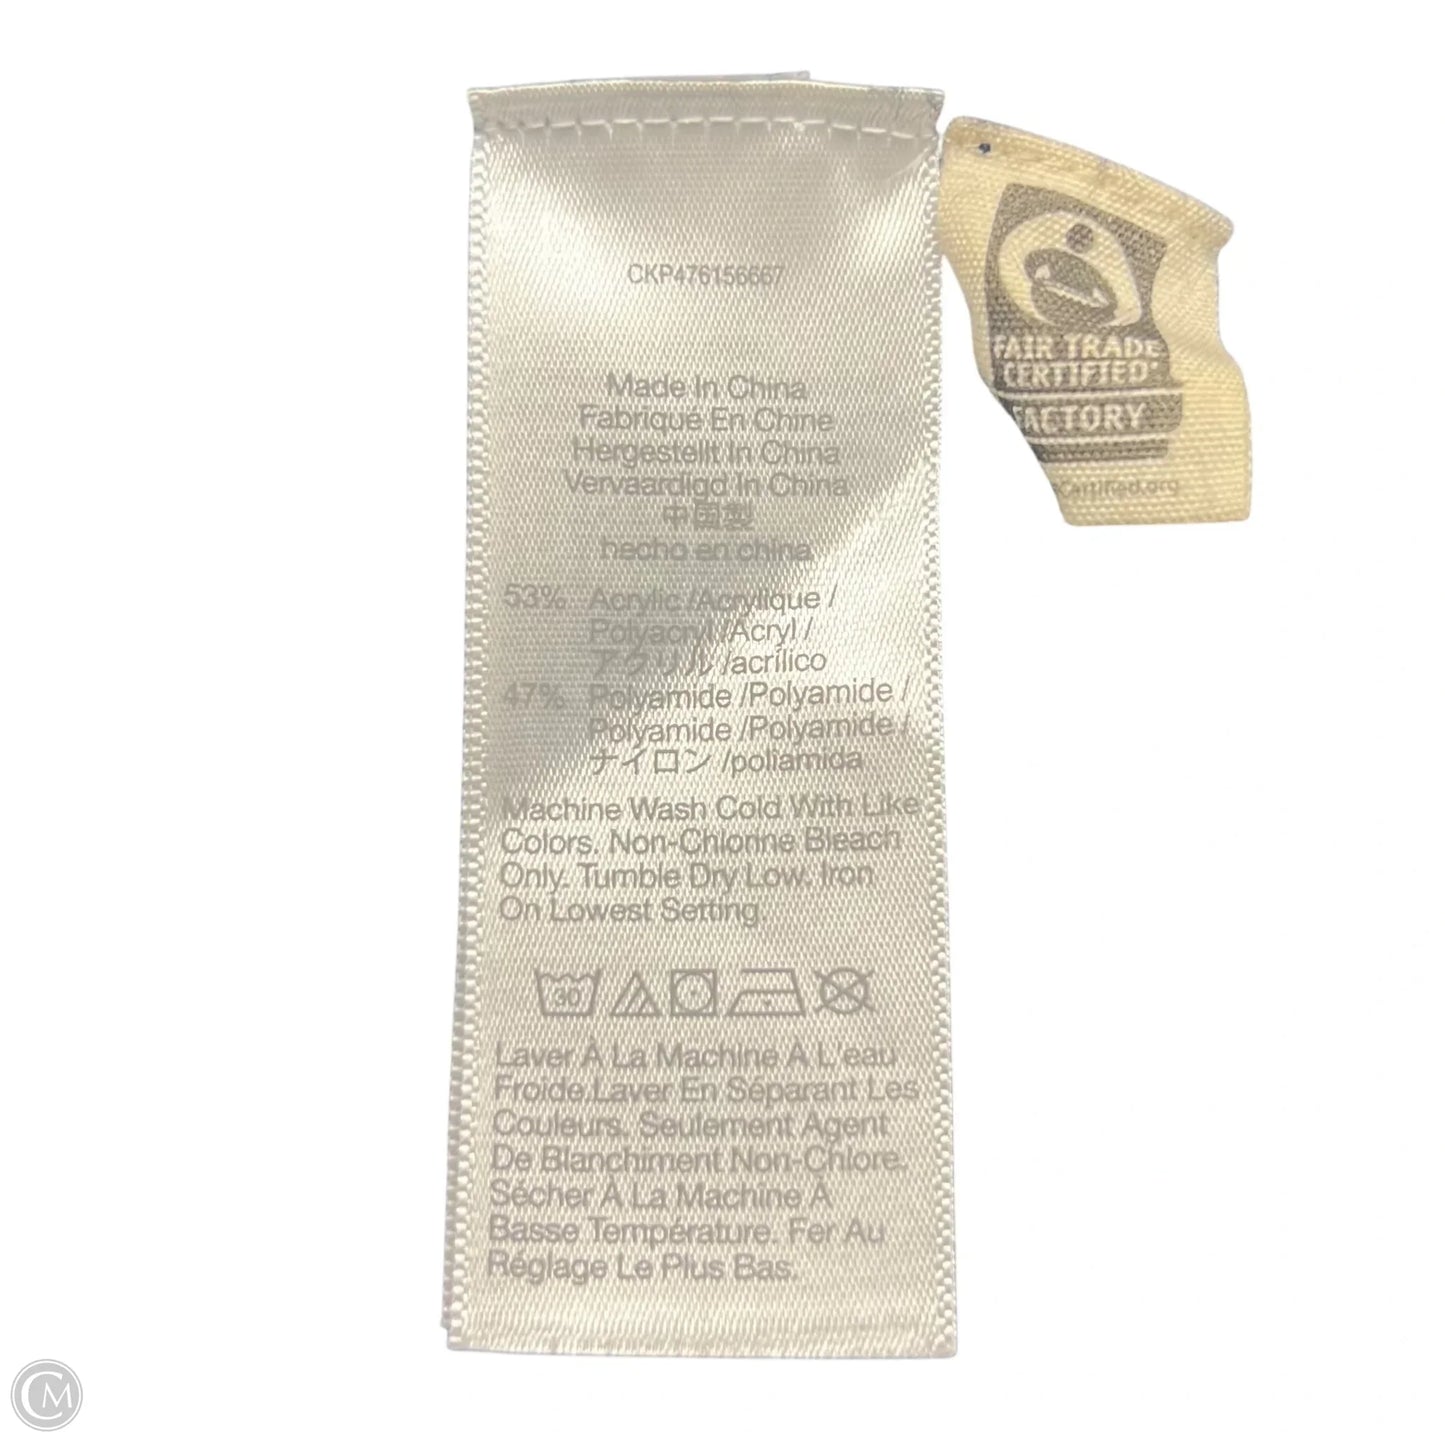 CKP476156667
Made In China
Fabriqué En Chine
Hergestellt In China
Vervaardigd In China
中国製
hecho en china
53% Acrylic /Acrylique /
Polyacryl /Acryl /
アクリル /acrílico
47% Polyamide /Polyamide /
Polyamide /Polyamide /
ナイロン /poliamida
Machine Wash Cold With Like
Colors. Non-Chlorine Bleach
Only. Tumble Dry Low. Iron
On Lowest Setting
30
Laver À La Machine À L'eau
Froide.Laver En Séparant Les
Couleurs. Seulement Agent
De Blanchiment Non-Chlore.
Sécher À La Machine À
Basse Température. Fer Au
Réglage Le Plus Bas.
FAIR TRADE
CERTIFIED
FACTORY
Certified.org
CM